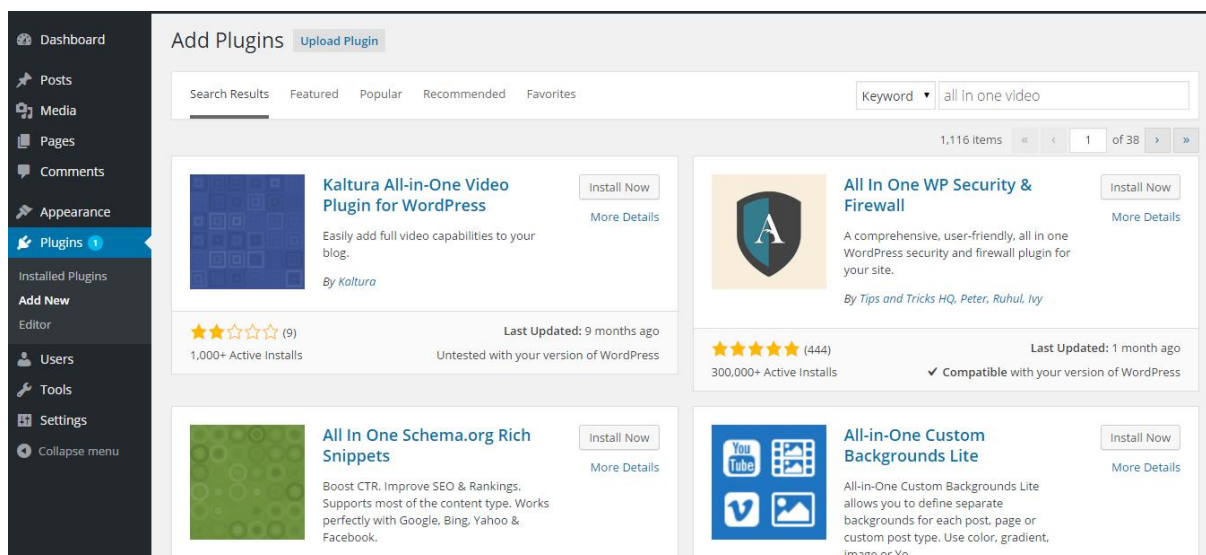 Dashboard
Posts
Media
Pages
Comments
Appearance
Plugins 1
Installed Plugins
Add New
Editor
Users
Tools
Settings
Collapse menu
Add Plugins Upload Plugin
Search Results Featured Popular Recommended Favorites
Keyword all in one video
1,116 items « ‹ 1 of 38 › »
Kaltura All-in-One Video
Plugin for WordPress
Install Now
More Details
Easily add full video capabilities to your
blog.
By Kaltura
(9)
Last Updated: 9 months ago
1,000+ Active Installs
Untested with your version of WordPress
A
All In One WP Security &
Firewall
Install Now
More Details
A comprehensive, user-friendly, all in one
WordPress security and firewall plugin for
your site.
By Tips and Tricks HQ, Peter, Ruhul, Ivy
(444)
Last Updated: 1 month ago
300,000+ Active Installs
✓ Compatible with your version of WordPress
All In One Schema.org Rich
Snippets
Install Now
More Details
Boost CTR. Improve SEO & Rankings.
Supports most of the content type. Works
perfectly with Google, Bing, Yahoo &
Facebook.
You
Tube
All-in-One Custom
Backgrounds Lite
Install Now
More Details
All-in-One Custom Backgrounds Lite
allows you to define separate
backgrounds for each post, page or
custom post type. Use color, gradient,
image or Yo